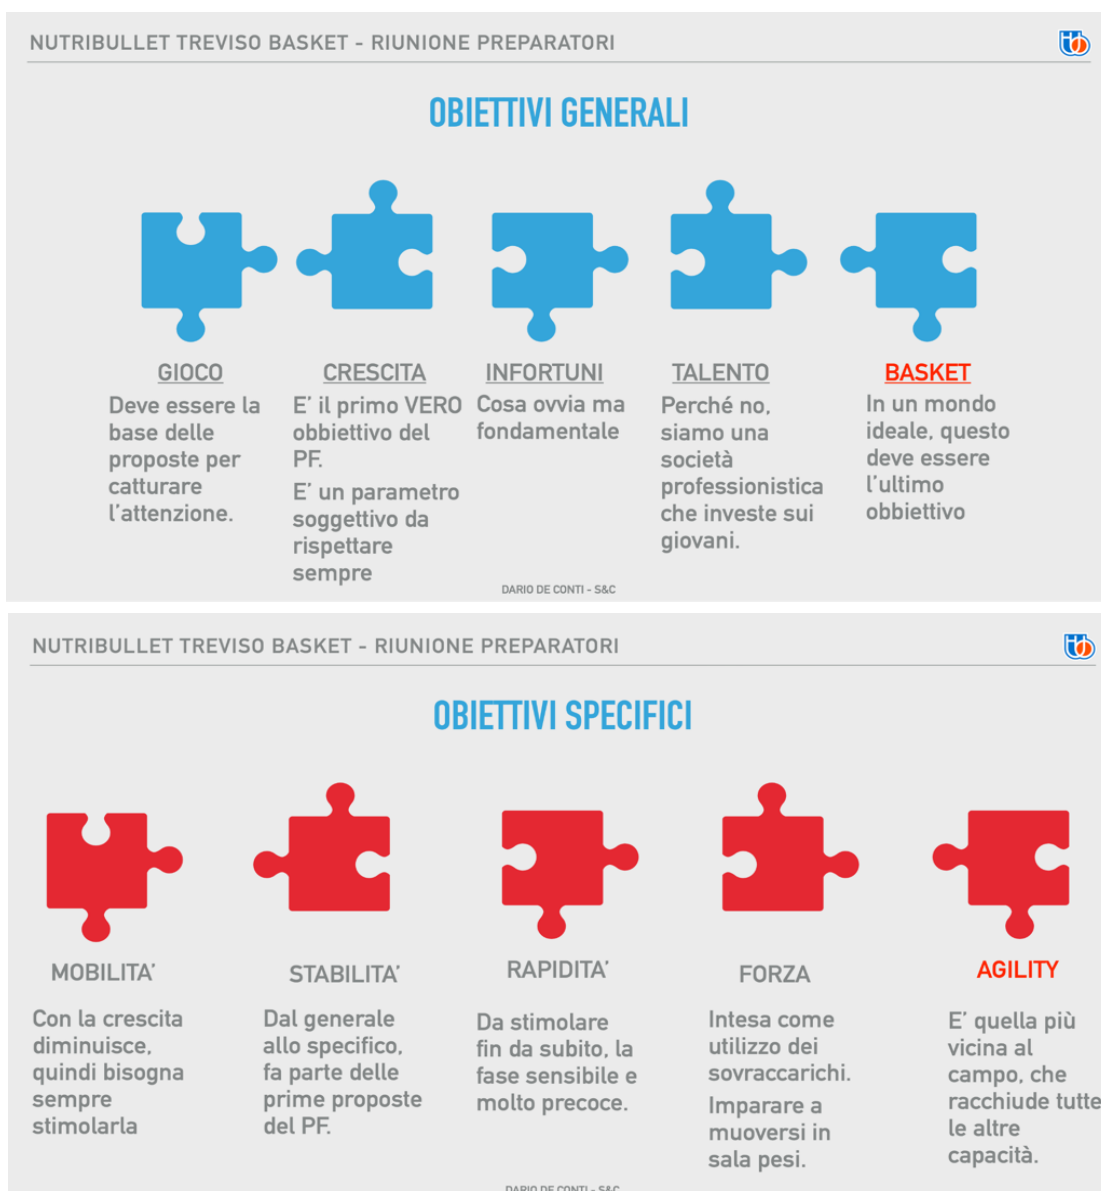 NUTRIBULLET TREVISO BASKET - RIUNIONE PREPARATORI
OBIETTIVI GENERALI
GIOCO
Deve essere la
base delle
proposte per
catturare
l'attenzione.
CRESCITA
E' il primo VERO
obbiettivo del
PF.
E' un parametro
soggettivo da
rispettare
sempre
INFORTUNI
Cosa ovvia ma
fondamentale
TALENTO
Perché no,
siamo una
società
professionistica
che investe sui
giovani.
BASKET
In un mondo
ideale, questo
deve essere
l'ultimo
obbiettivo
DARIO DE CONTI - S&C
NUTRIBULLET TREVISO BASKET - RIUNIONE PREPARATORI
OBIETTIVI SPECIFICI
MOBILITA'
Con la crescita
diminuisce,
quindi bisogna
sempre
stimolarla
STABILITA'
Dal generale
allo specifico,
fa parte delle
prime proposte
del PF.
RAPIDITA'
Da stimolare
fin da subito, la
fase sensibile e
molto precoce.
FORZA
Intesa come
utilizzo dei
sovraccarichi.
Imparare a
muoversi in
sala pesi.
AGILITY
E' quella più
vicina al
campo, che
racchiude tutte
le altre
capacità.
DARIO DE CONTI - S&C